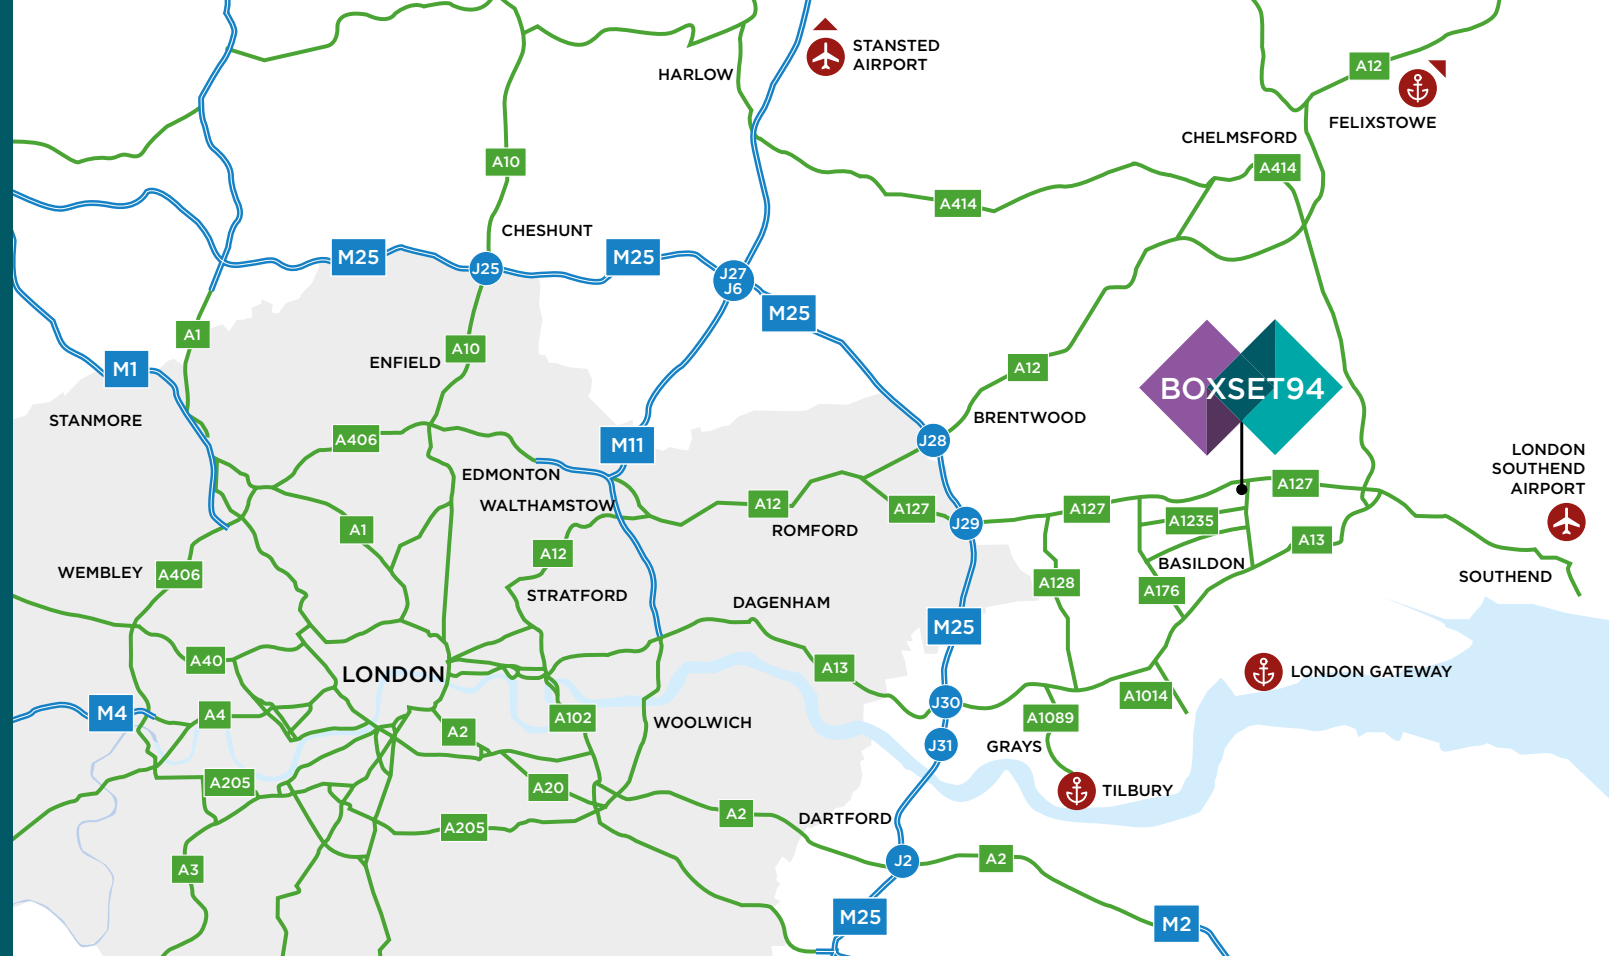 STANSTED
AIRPORT
HARLOW
A12
FELIXSTOWE
CHELMSFORD
A10
A414
A414
CHESHUNT
M25
J25
M25
J27
J6
M25
A1
ENFIELD
A10
M1
A12
BOXSET94
STANMORE
BRENTWOOD
A406
M11
J28
EDMONTON
LONDON
SOUTHEND
AIRPORT
WALTHAMSTOW
A12
A127
A127
A127
ROMFORD
J29
A1
A1235
A13
A12
BASILDON
WEMBLEY
A406
A128
A176
SOUTHEND
STRATFORD
DAGENHAM
M25
A40
LONDON
A13
LONDON GATEWAY
A1014
J30
M4
A4
A2
A102
WOOLWICH
A1089
J31
GRAYS
A205
A20
TILBURY
A205
A2
DARTFORD
A3
J2
A2
M25
M2